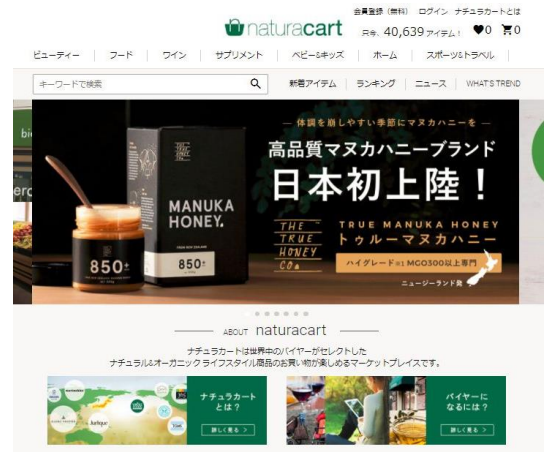 会員登録（無料） ログイン ナチュラカートとは
naturacart
只今, 40,639 アイテム！ 0 0
ビューティー フード ワイン サプリメント ベビー&キッズ ホーム スポーツ&トラベル
キーワードで検索
新着アイテム ランキング ニュース WHAT'S TREND
体調を崩しやすい季節にマヌカハニーを
高品質マヌカハニーブランド
日本初上陸！
MANUKA
HONEY.
850+
850+
THE
TRUE
HONEY
Co.
TRUE MANUKA HONEY
トゥルーマヌカハニー
ハイグレード※1 MGO300以上専門
ニュージーランド発
ABOUT naturacart
ナチュラカートは世界中のバイヤーがセレクトした
ナチュラル&オーガニックライフスタイル商品のお買い物が楽しめるマーケットプレイスです。
ナチュラカート
とは？
詳しく見る >
Jurlique
バイヤーに
なるには？
詳しく見る >